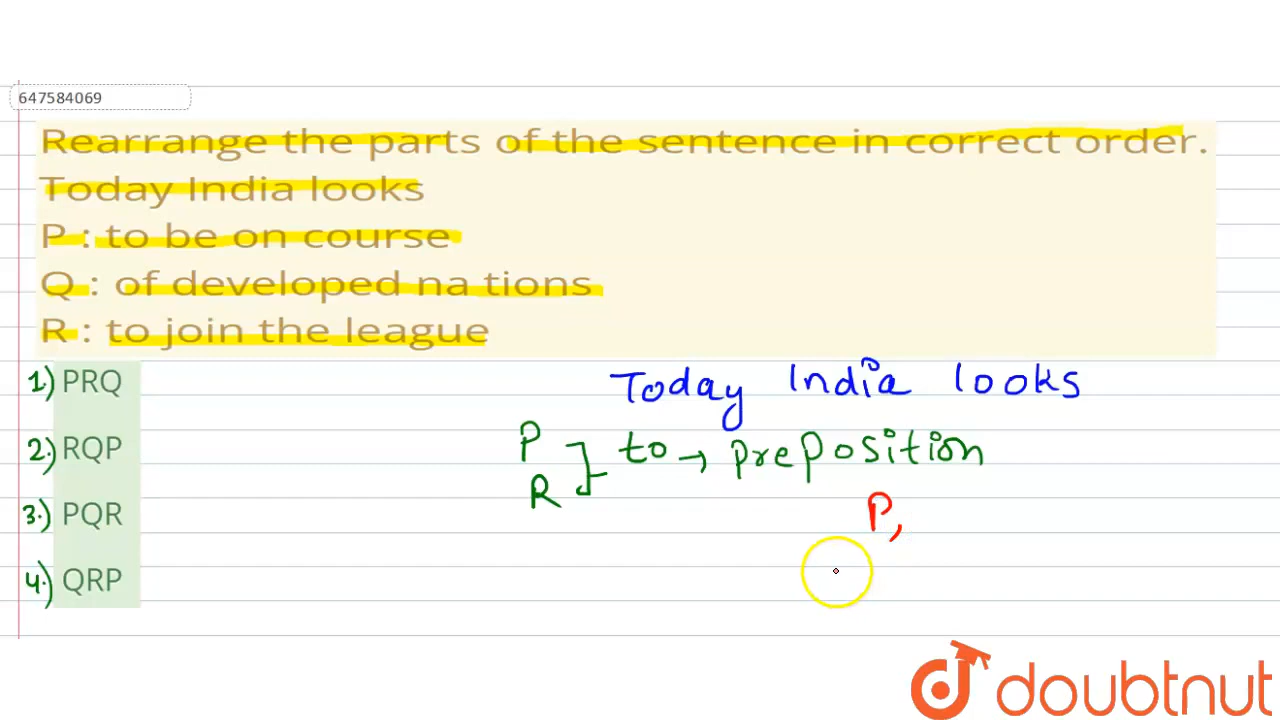 647584069
Rearrange the parts of the sentence in correct order.
Today India looks
P : to be on course
Q : of developed na tions
R : to join the league
1.) PRQ
2.) RQP
3.) PQR
4.) QRP
Today India looks
P
R ] to → preposition
P,
doubtnut